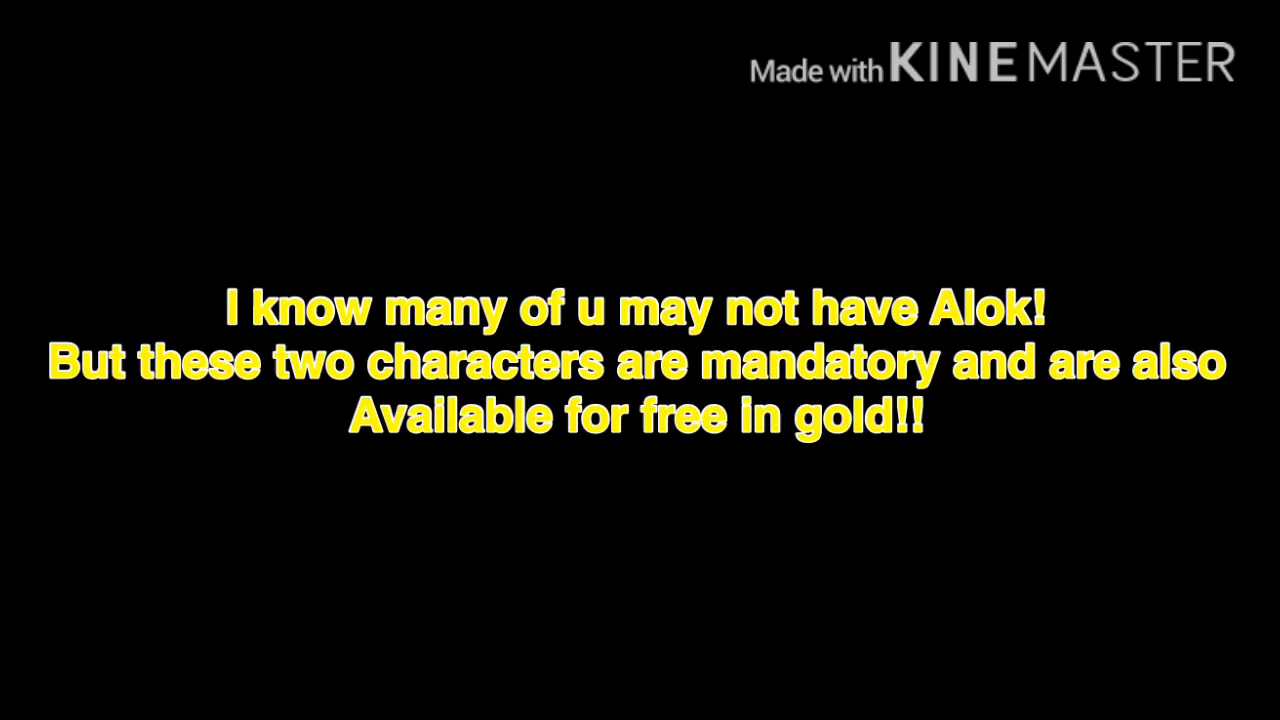 Made with KINEMASTER
I know many of u may not have Alok!
But these two characters are mandatory and are also
Available for free in gold!!